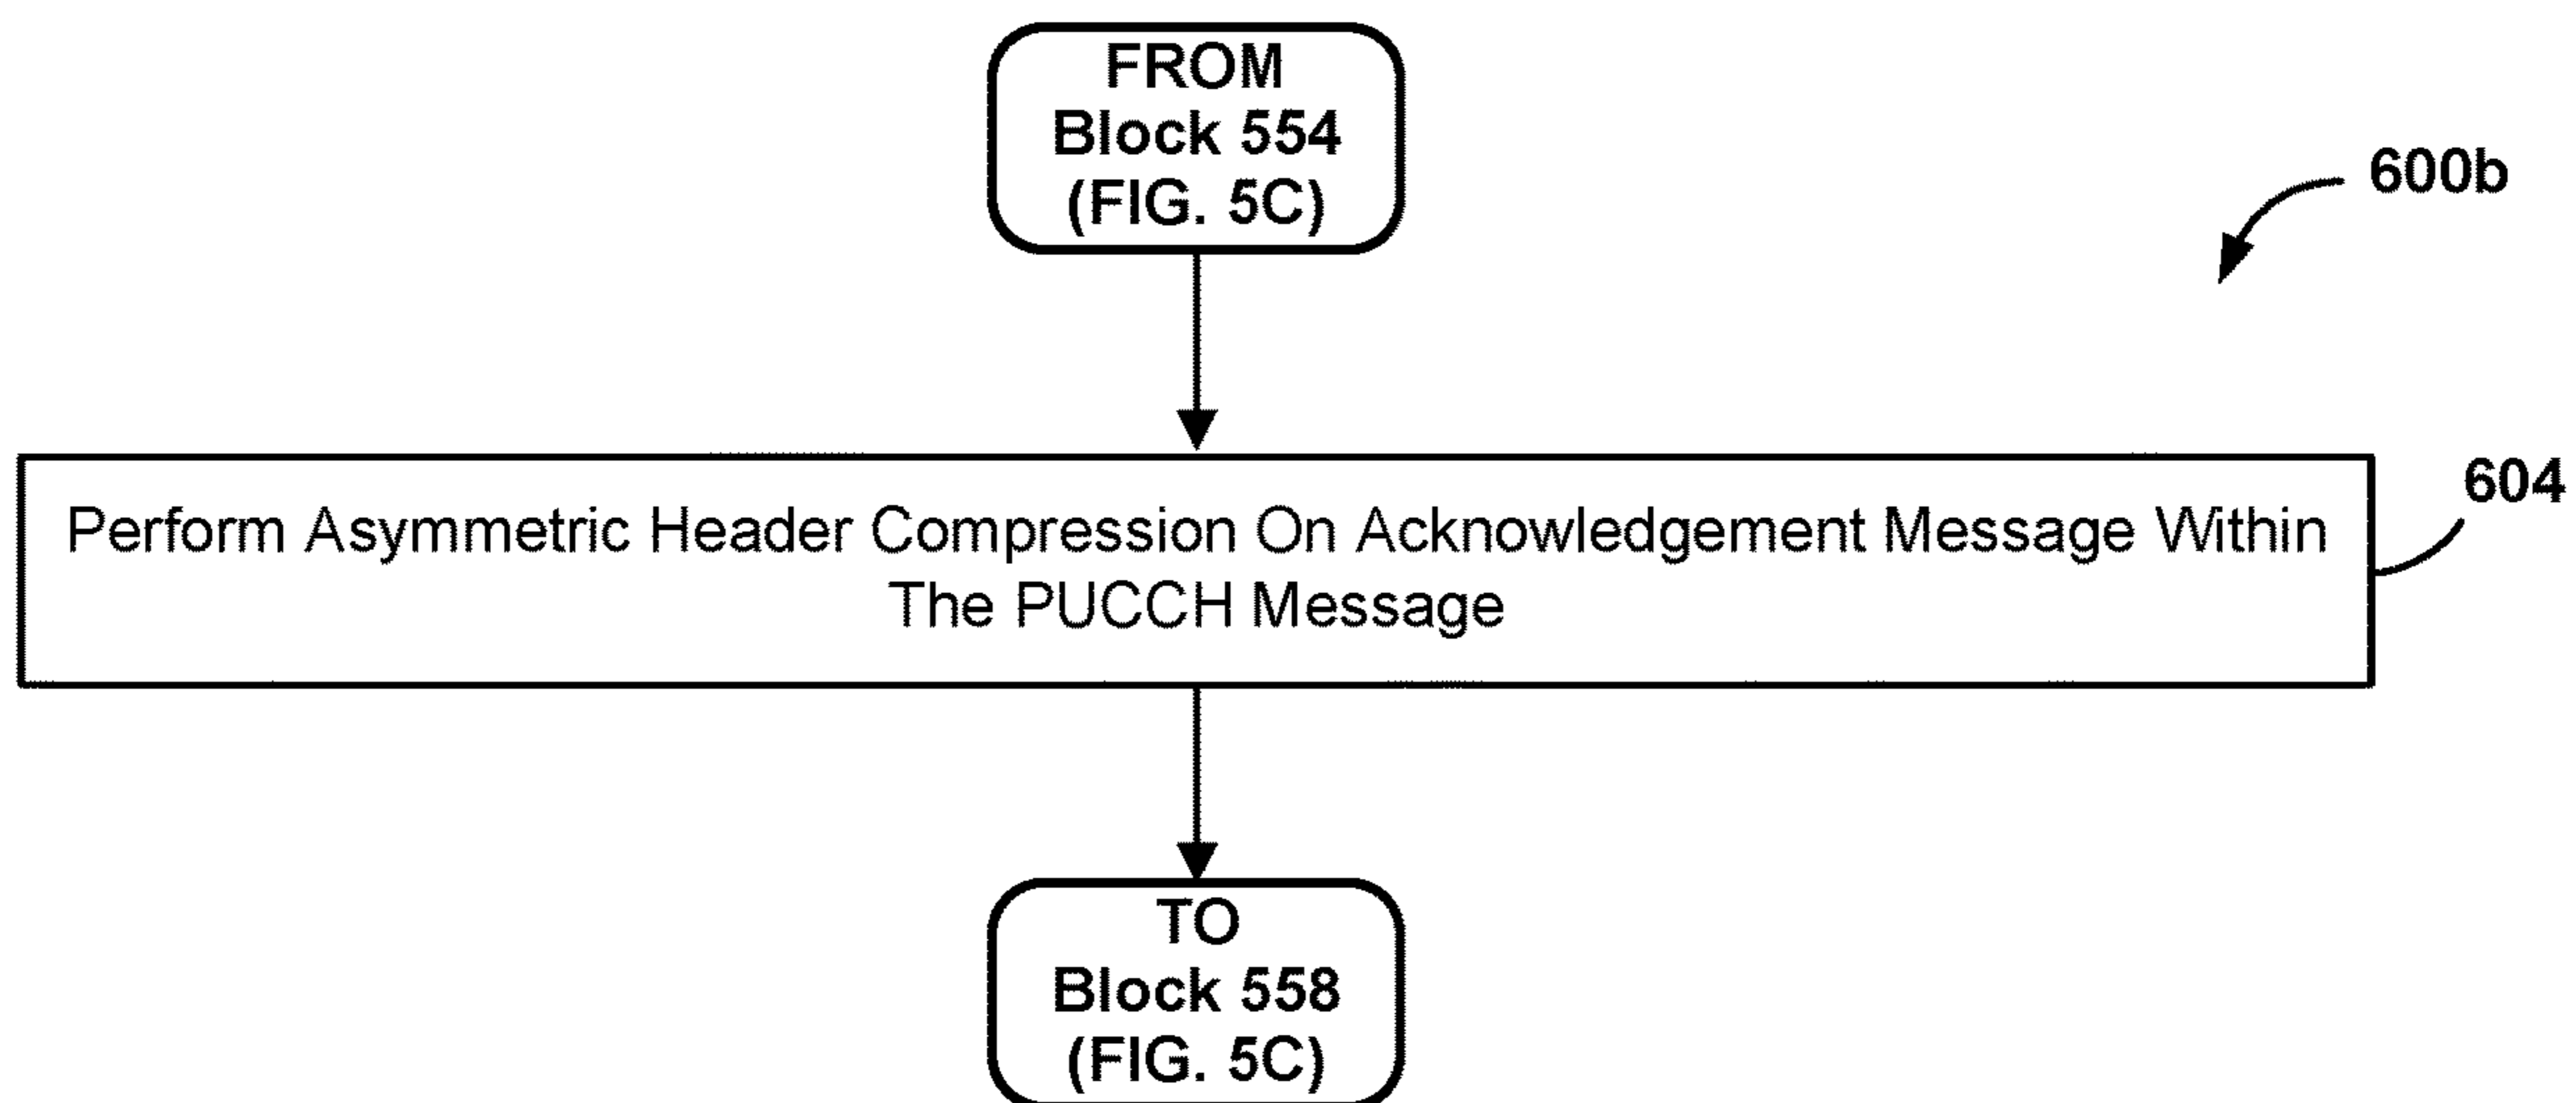 FROM
Block 554
(FIG. 5C)
600b
604
Perform Asymmetric Header Compression On Acknowledgement Message Within
The PUCCH Message
TO
Block 558
(FIG. 5C)